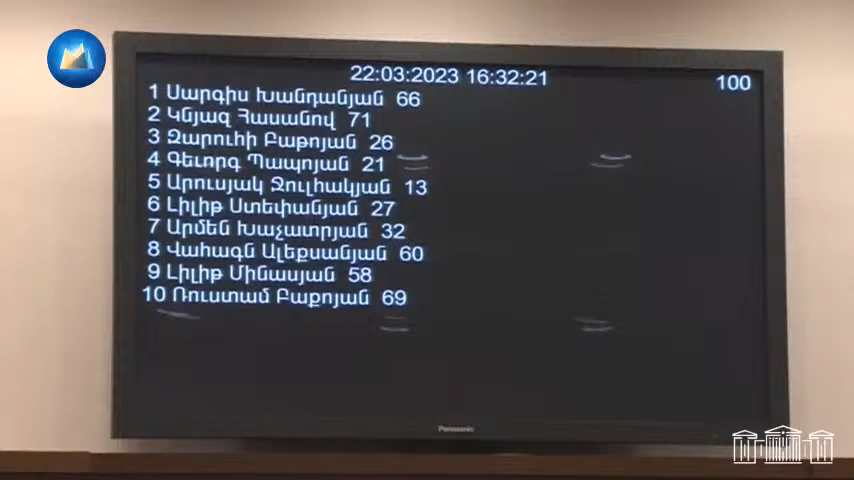 22:03:2023 16:32:21
100
1 Սարգիս Խանդանյան 66
2 Կնյազ Հասանով 71
3 Զարուհի Բաթոյան 26
4 Գեւորգ Պապոյան 21
5 Արուսյակ Ջուլհակյան 13
6 Լիլիթ Ստեփանյան 27
7 Արմեն Խաչատրյան 32
8 Վահագն Ալեքսանյան 60
9 Լիլիթ Մինասյան 58
10 Ռուստամ Բաքոյան 69
Panasonic